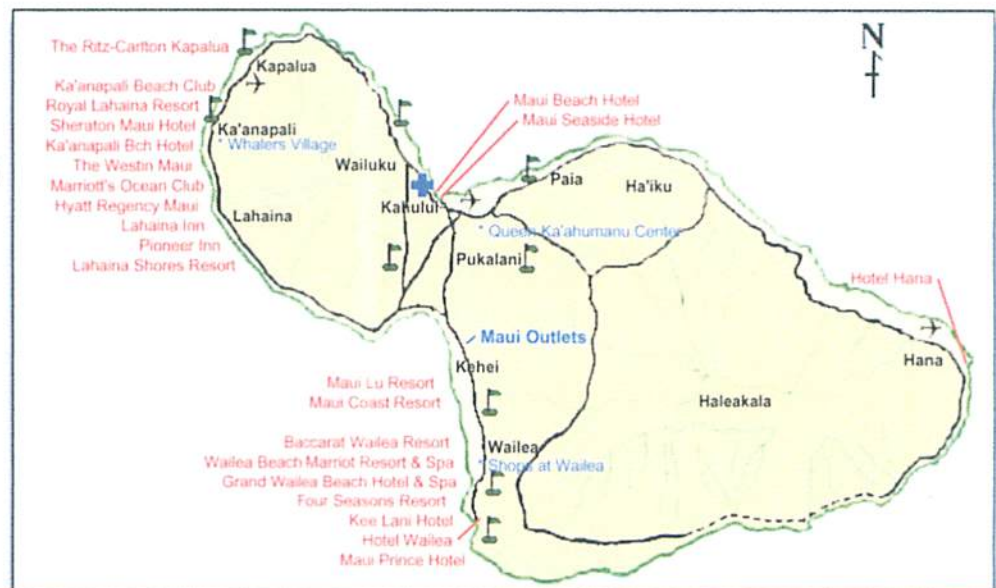 The Ritz-Carlton Kapalua
Kapalua
Ka'anapali Beach Club
Royal Lahaina Resort
Sheraton Maui Hotel
Ka'anapali Bch Hotel
The Westin Maui
Marriott's Ocean Club
Hyatt Regency Maui
Lahaina Inn
Pioneer Inn
Lahaina Shores Resort
Ka'anapali
Whalers Village
Lahaina
Wailuku
Kahului
Maui Beach Hotel
Maui Seaside Hotel
N
Paia
Ha'iku
Queen Ka'ahumanu Center
Pukalani
Hotel Hana
Hana
Haleakala
Maui Outlets
Kehei
Maui Lu Resort
Maui Coast Resort
Wailea
Shops at Wailea
Baccarat Wailea Resort
Wailea Beach Marriot Resort & Spa
Grand Wailea Beach Hotel & Spa
Four Seasons Resort
Kee Lani Hotel
Hotel Wailea
Maui Prince Hotel